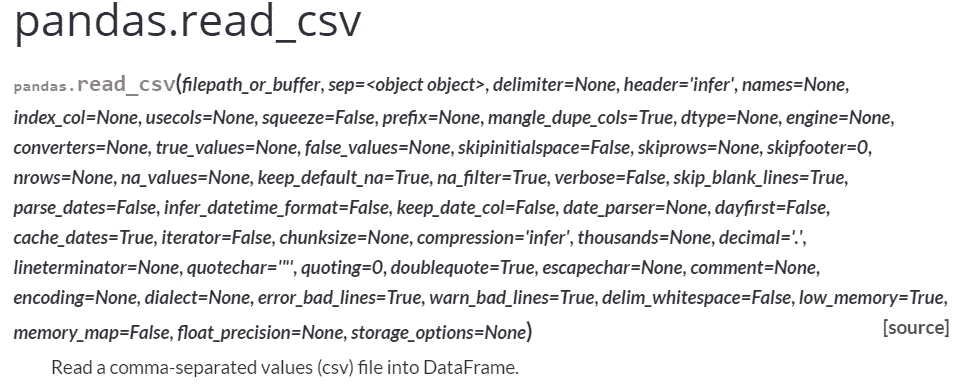 pandas.read_csv
pandas.read_csv(filepath_or_buffer, sep=<object object>, delimiter=None, header='infer', names=None,
index_col=None, usecols=None, squeeze=False, prefix=None, mangle_dupe_cols=True, dtype=None, engine=None,
converters=None, true_values=None, false_values=None, skipinitialspace=False, skiprows=None, skipfooter=0,
nrows=None, na_values=None, keep_default_na=True, na_filter=True, verbose=False, skip_blank_lines=True,
parse_dates=False, infer_datetime_format=False, keep_date_col=False, date_parser=None, dayfirst=False,
cache_dates=True, iterator=False, chunksize=None, compression='infer', thousands=None, decimal='.',
lineterminator=None, quotechar='"', quoting=0, doublequote=True, escapechar=None, comment=None,
encoding=None, dialect=None, error_bad_lines=True, warn_bad_lines=True, delim_whitespace=False, low_memory=True,
memory_map=False, float_precision=None, storage_options=None) [source]
Read a comma-separated values (csv) file into DataFrame.